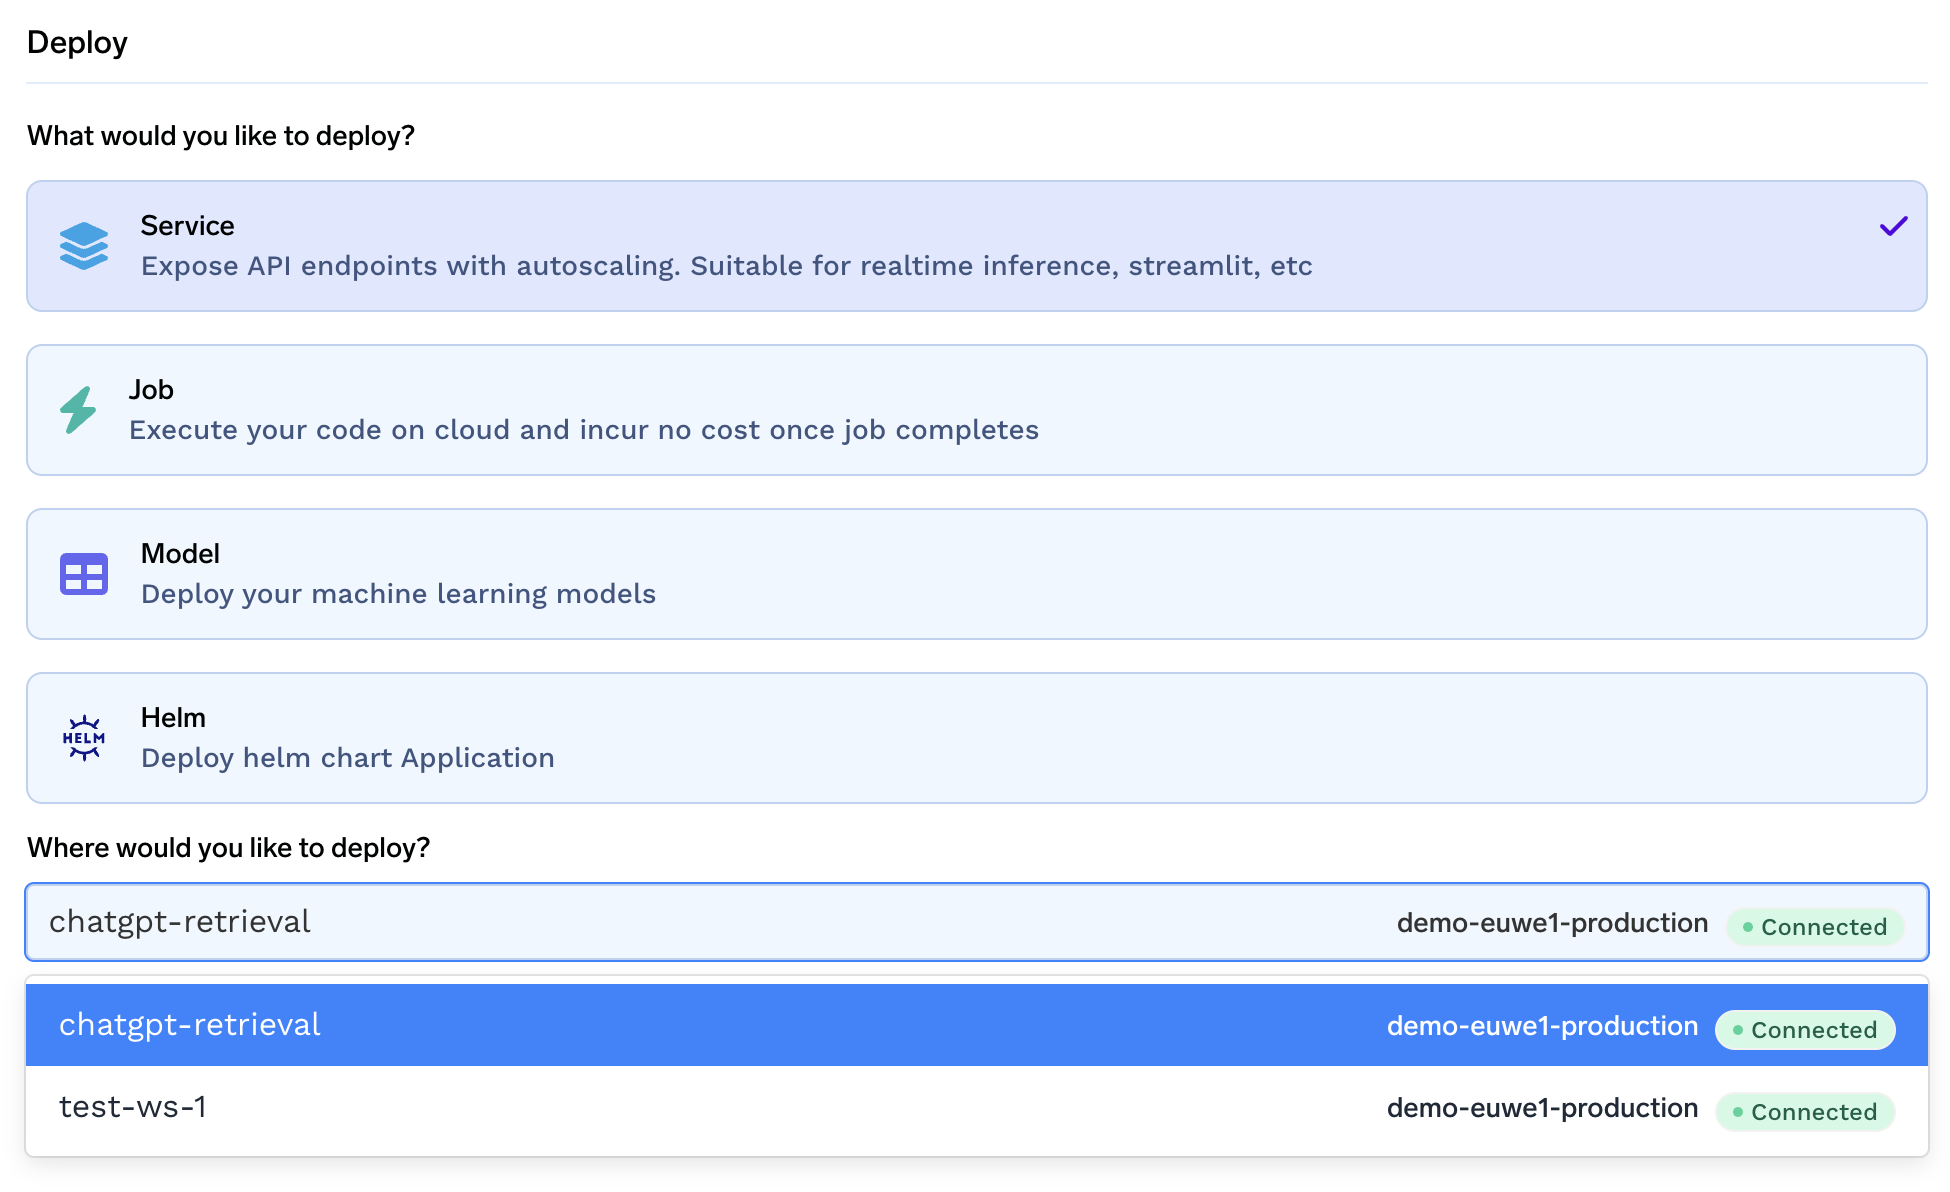 Deploy
What would you like to deploy?
Service
Expose API endpoints with autoscaling. Suitable for realtime inference, streamlit, etc
Job
Execute your code on cloud and incur no cost once job completes
Model
Deploy your machine learning models
HELM
Helm
Deploy helm chart Application
Where would you like to deploy?
chatgpt-retrieval demo-euwe1-production Connected
chatgpt-retrieval demo-euwe1-production Connected
test-ws-1 demo-euwe1-production Connected